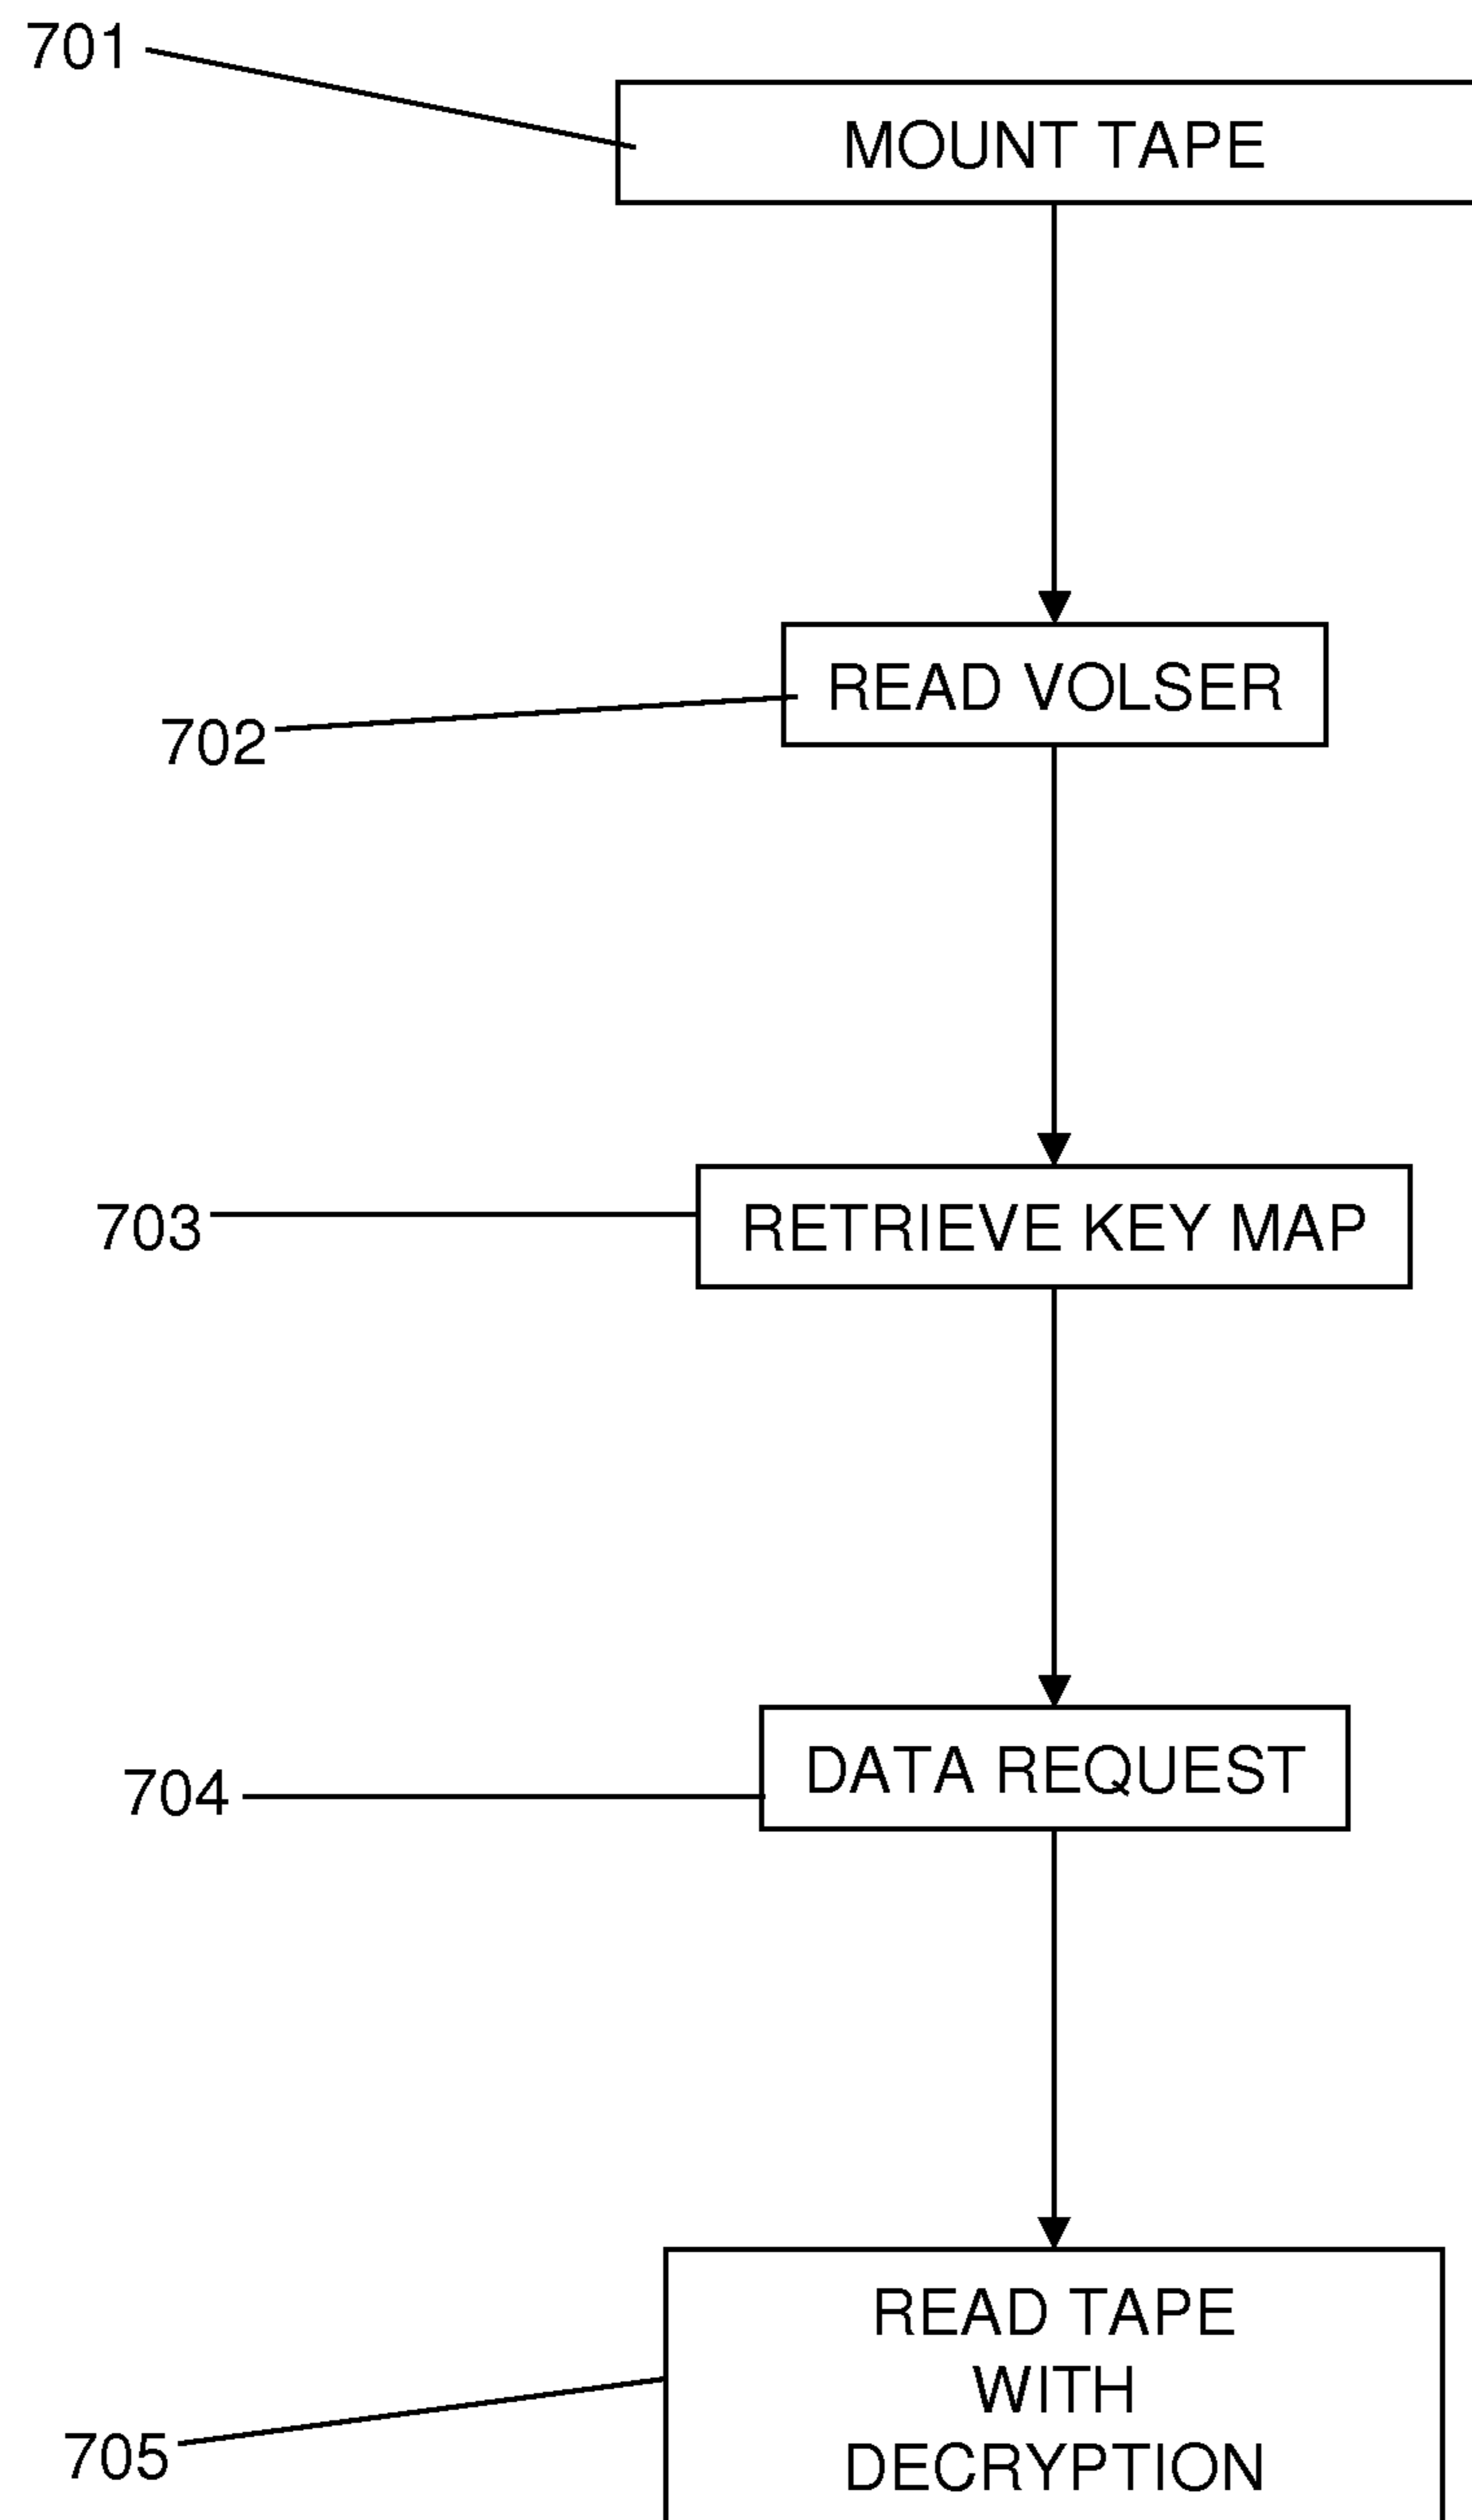 701
MOUNT TAPE
READ VOLSER
702
RETRIEVE KEY MAP
703
DATA REQUEST
704
READ TAPE
WITH
DECRYPTION
705